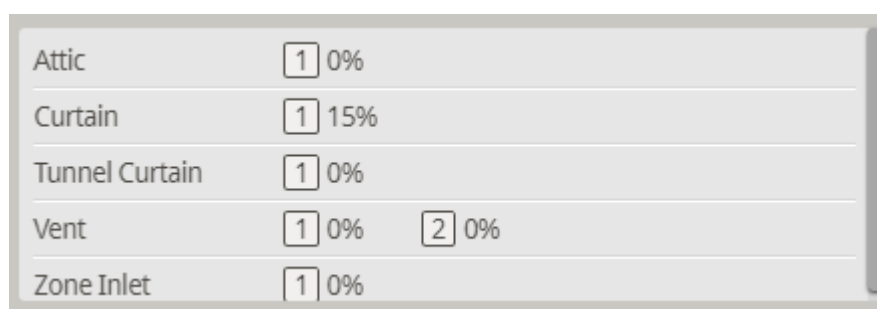 Attic 1 0%
Curtain 1 15%
Tunnel Curtain 1 0%
Vent 1 0% 2 0%
Zone Inlet 1 0%